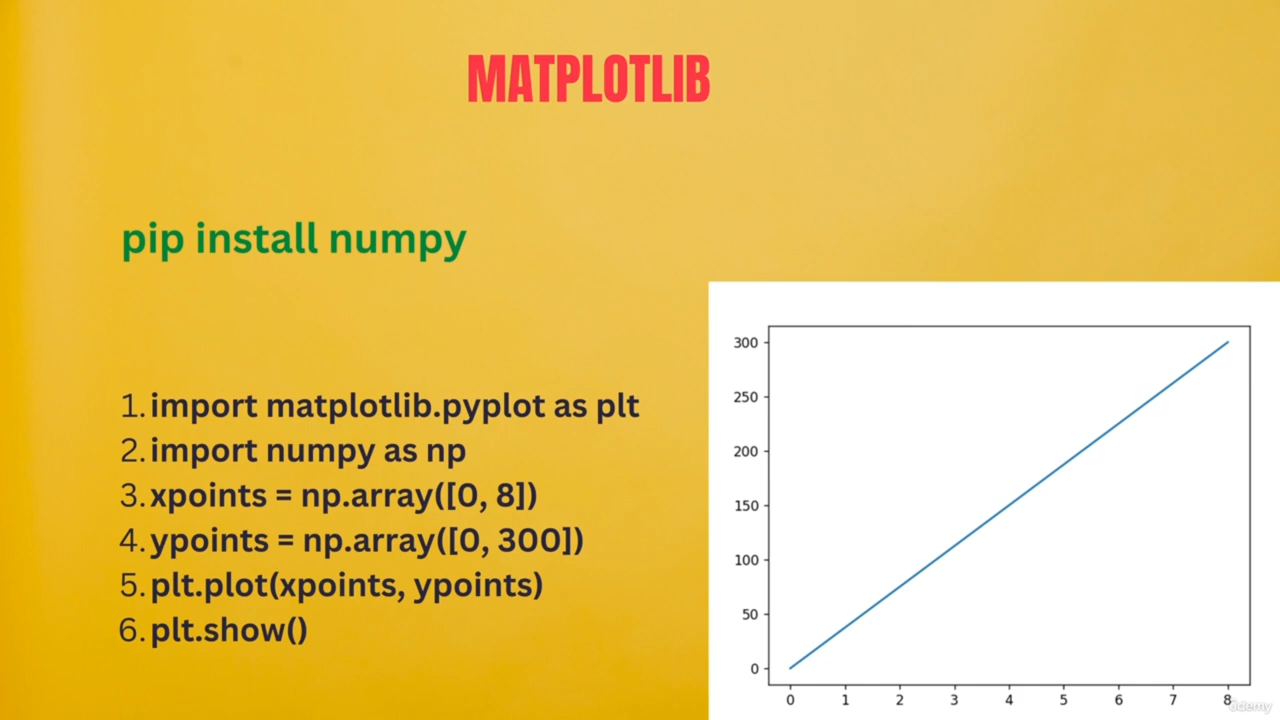 MATPLOTLIB
pip install numpy
1. import matplotlib.pyplot as plt
2. import numpy as np
3. xpoints = np.array([0, 8])
4. ypoints = np.array([0, 300])
5. plt.plot(xpoints, ypoints)
6. plt.show()
300
250
200
150
100
50
0
0 1 2 3 4 5 6 7 8
ûdemy